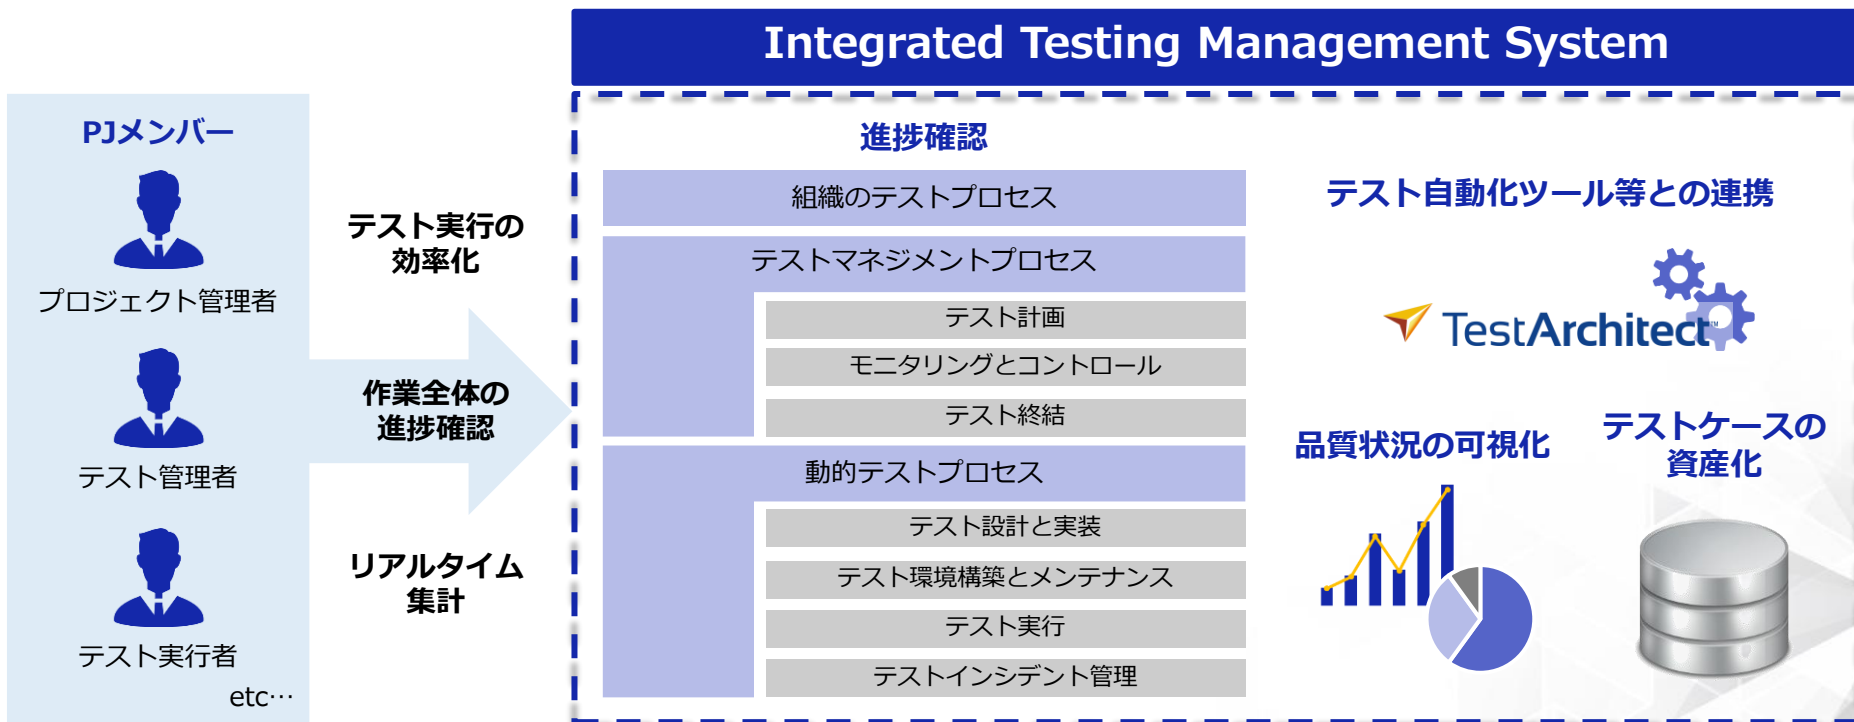 Integrated Testing Management System
PJメンバー
プロジェクト管理者
テスト管理者
テスト実行者
etc…
テスト実行の
効率化
作業全体の
進捗確認
リアルタイム
集計
進捗確認
組織のテストプロセス
テストマネジメントプロセス
テスト計画
モニタリングとコントロール
テスト終結
動的テストプロセス
テスト設計と実装
テスト環境構築とメンテナンス
テスト実行
テストインシデント管理
テスト自動化ツール等との連携
TestArchitect™
品質状況の可視化
テストケースの
資産化